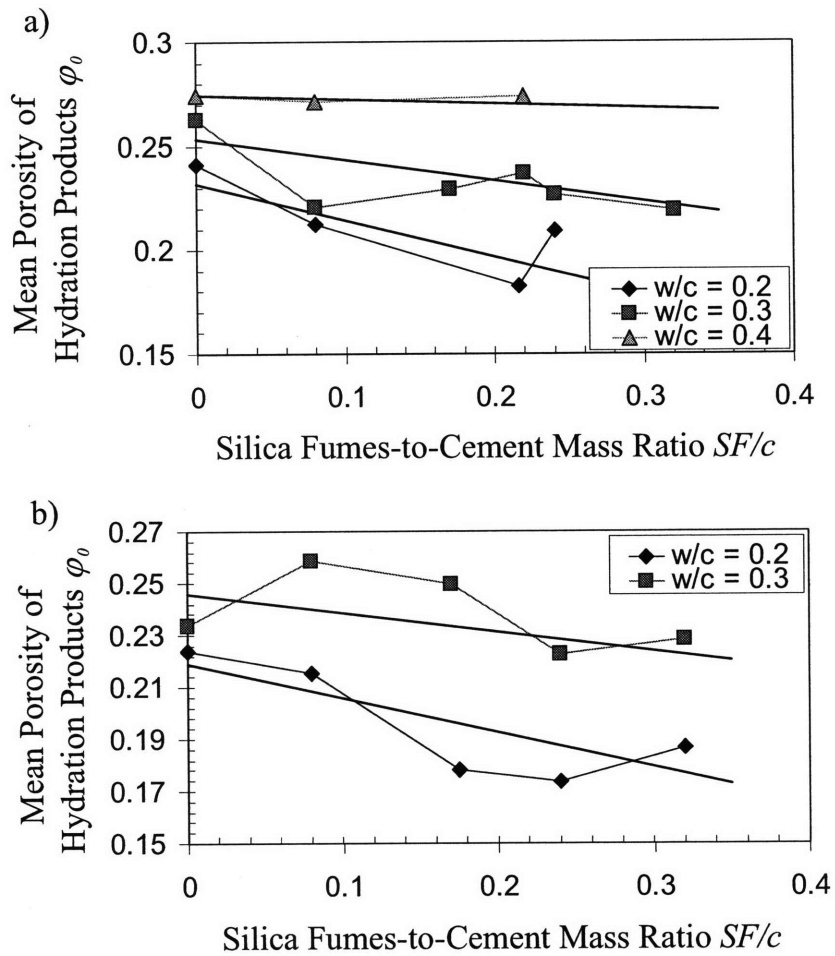 a)
Mean Porosity of
Hydration Products φ₀
0.3
0.25
0.2
0.15
0 0.1 0.2 0.3 0.4
w/c = 0.2
w/c = 0.3
w/c = 0.4
Silica Fumes-to-Cement Mass Ratio SF/c
b)
Mean Porosity of
Hydration Products φ₀
0.27
0.25
0.23
0.21
0.19
0.17
0.15
0 0.1 0.2 0.3 0.4
w/c = 0.2
w/c = 0.3
Silica Fumes-to-Cement Mass Ratio SF/c